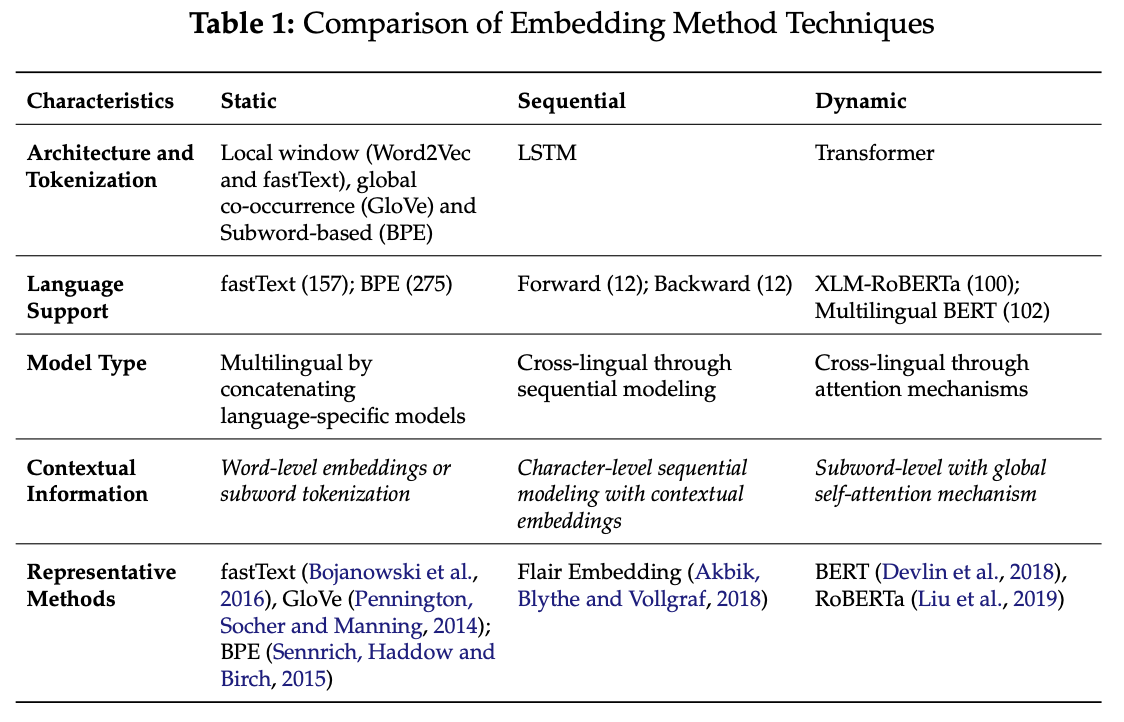 Table 1: Comparison of Embedding Method Techniques
Characteristics Static Sequential Dynamic
Architecture and Tokenization Local window (Word2Vec and fastText), global co-occurrence (GloVe) and Subword-based (BPE) LSTM Transformer
Language Support fastText (157); BPE (275) Forward (12); Backward (12) XLM-RoBERTa (100); Multilingual BERT (102)
Model Type Multilingual by concatenating language-specific models Cross-lingual through sequential modeling Cross-lingual through attention mechanisms
Contextual Information Word-level embeddings or subword tokenization Character-level sequential modeling with contextual embeddings Subword-level with global self-attention mechanism
Representative Methods fastText (Bojanowski et al., 2016), GloVe (Pennington, Socher and Manning, 2014); BPE (Sennrich, Haddow and Birch, 2015) Flair Embedding (Akbik, Blythe and Vollgraf, 2018) BERT (Devlin et al., 2018), RoBERTa (Liu et al., 2019)